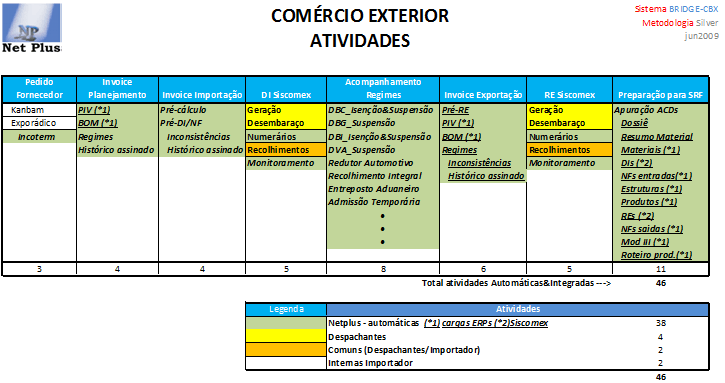 NP
Net Plus
COMÉRCIO EXTERIOR
ATIVIDADES
Sistema BRIDGE-CBX
Metodologia Silver
jun2009
Pedido Fornecedor
Kanbam
Exporádico
Incoterm
3
Invoice Planejamento
PIV (*1)
BOM (*1)
Regimes
Histórico assinado
4
Invoice Importação
Pré-cálculo
Pré-DI/NF
Inconsistências
Histórico assinado
4
DI Siscomex
Geração
Desembaraço
Numerários
Recolhimentos
Monitoramento
5
Acompanhamento Regimes
DBC_Isenção&Suspensão
DBG_Suspensão
DBI_Isenção&Suspensão
DVA_Suspensão
Redutor Automotivo
Recolhimento Integral
Entreposto Aduaneiro
Admissão Temporária
•
•
•
8
Invoice Exportação
Pré-RE
PIV (*1)
BOM (*1)
Regimes
Inconsistências
Histórico assinado
6
RE Siscomex
Geração
Desembaraço
Numerários
Recolhimentos
Monitoramento
5
Preparação para SRF
Apuração ACDs
Dossiê
Resumo Material
Materiais (*1)
DIs (*2)
NFs entradas(*1)
Estruturas (*1)
Produtos (*1)
REs (*2)
NFs saidas (*1)
Mod III (*1)
Roteiro prod.(*1)
11
Total atividades Automáticas&Integradas ---> 46
Legenda Atividades
Netplus - automáticas (*1) cargas ERPs (*2)Siscomex 38
Despachantes 4
Comuns (Despachantes/Importador) 2
Internas Importador 2
46